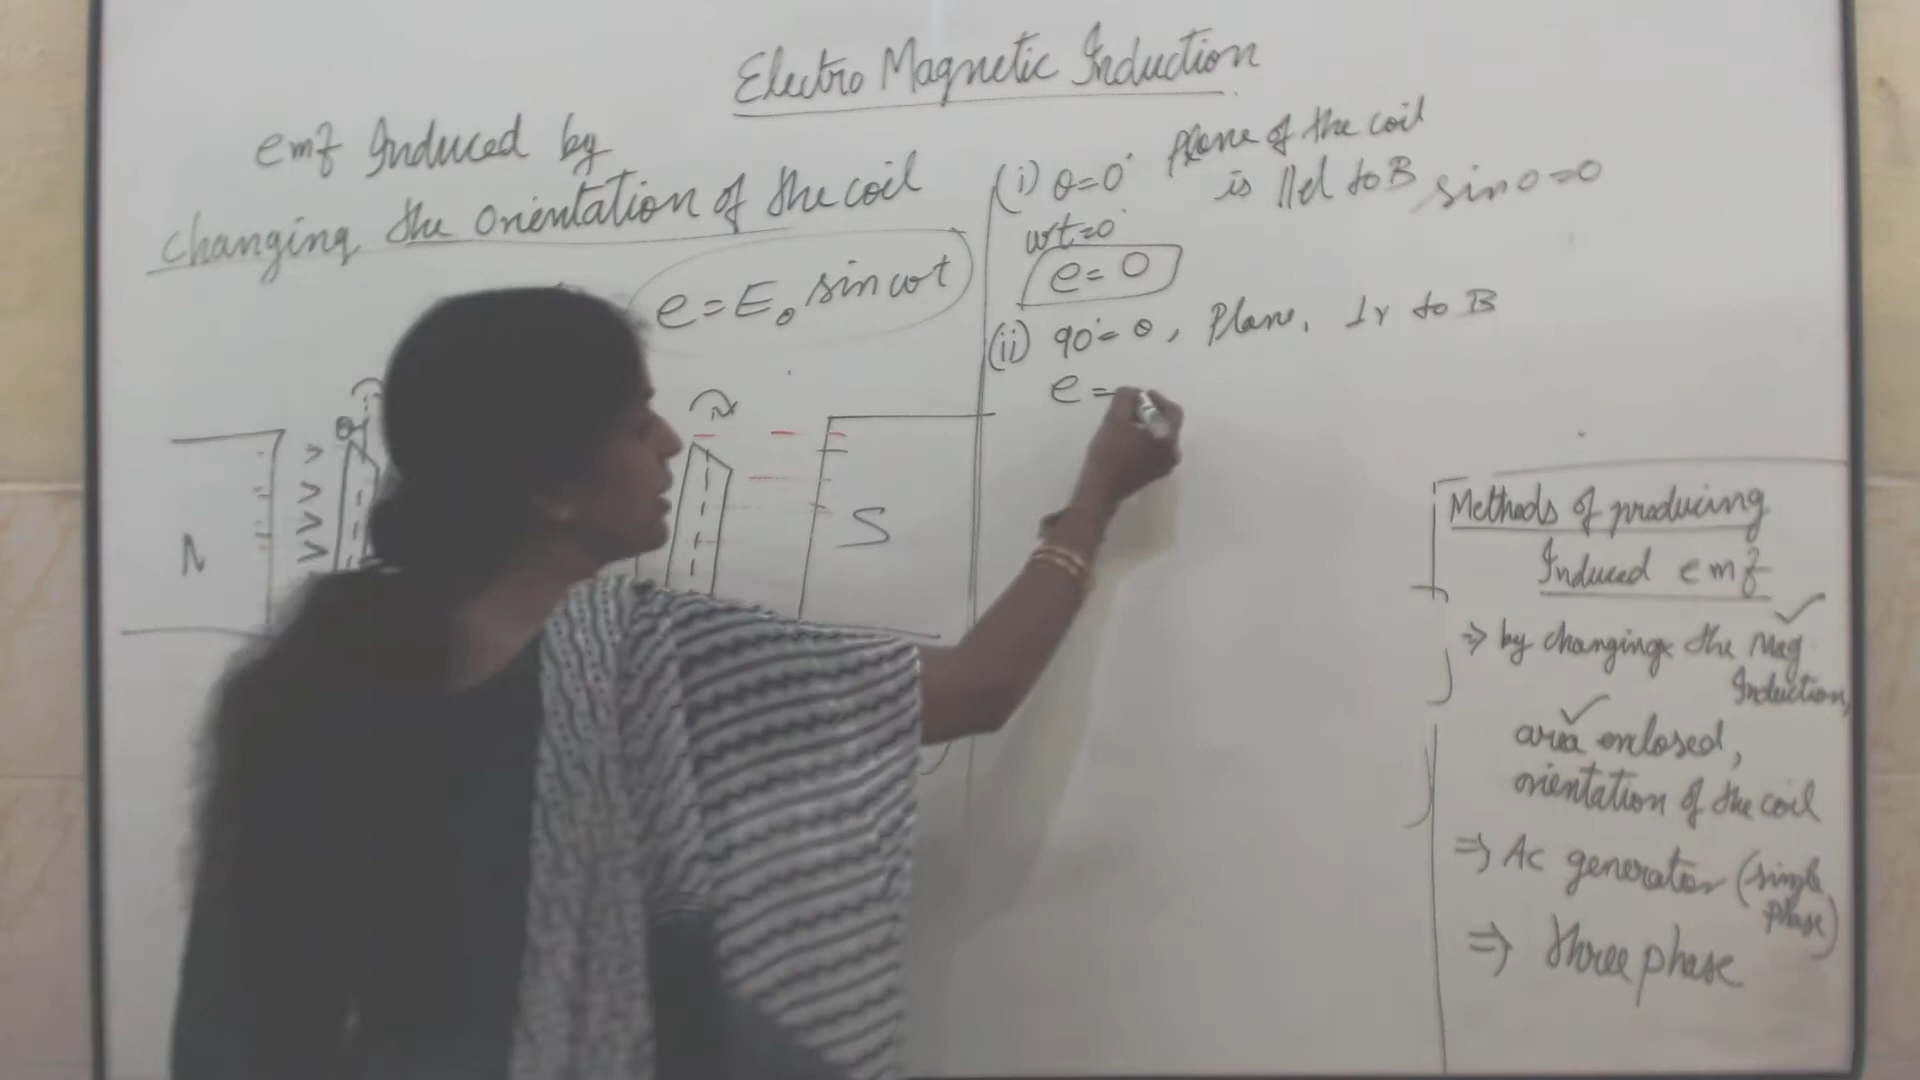 Electro Magnetic Induction
emf Induced by
changing the orientation of the coil
e = E₀ sin ωt
N
θ
S
(i) θ=0° Plane of the coil
is ||el to B sin 0=0
ωt=0°
e= 0
(ii) 90°= θ, Plane, ⊥r to B
e =
Methods of producing
Induced emf
⇒ by changing the Mag
Induction,
area enclosed,
orientation of the coil
⇒ Ac generator (single
phase)
⇒ three phase